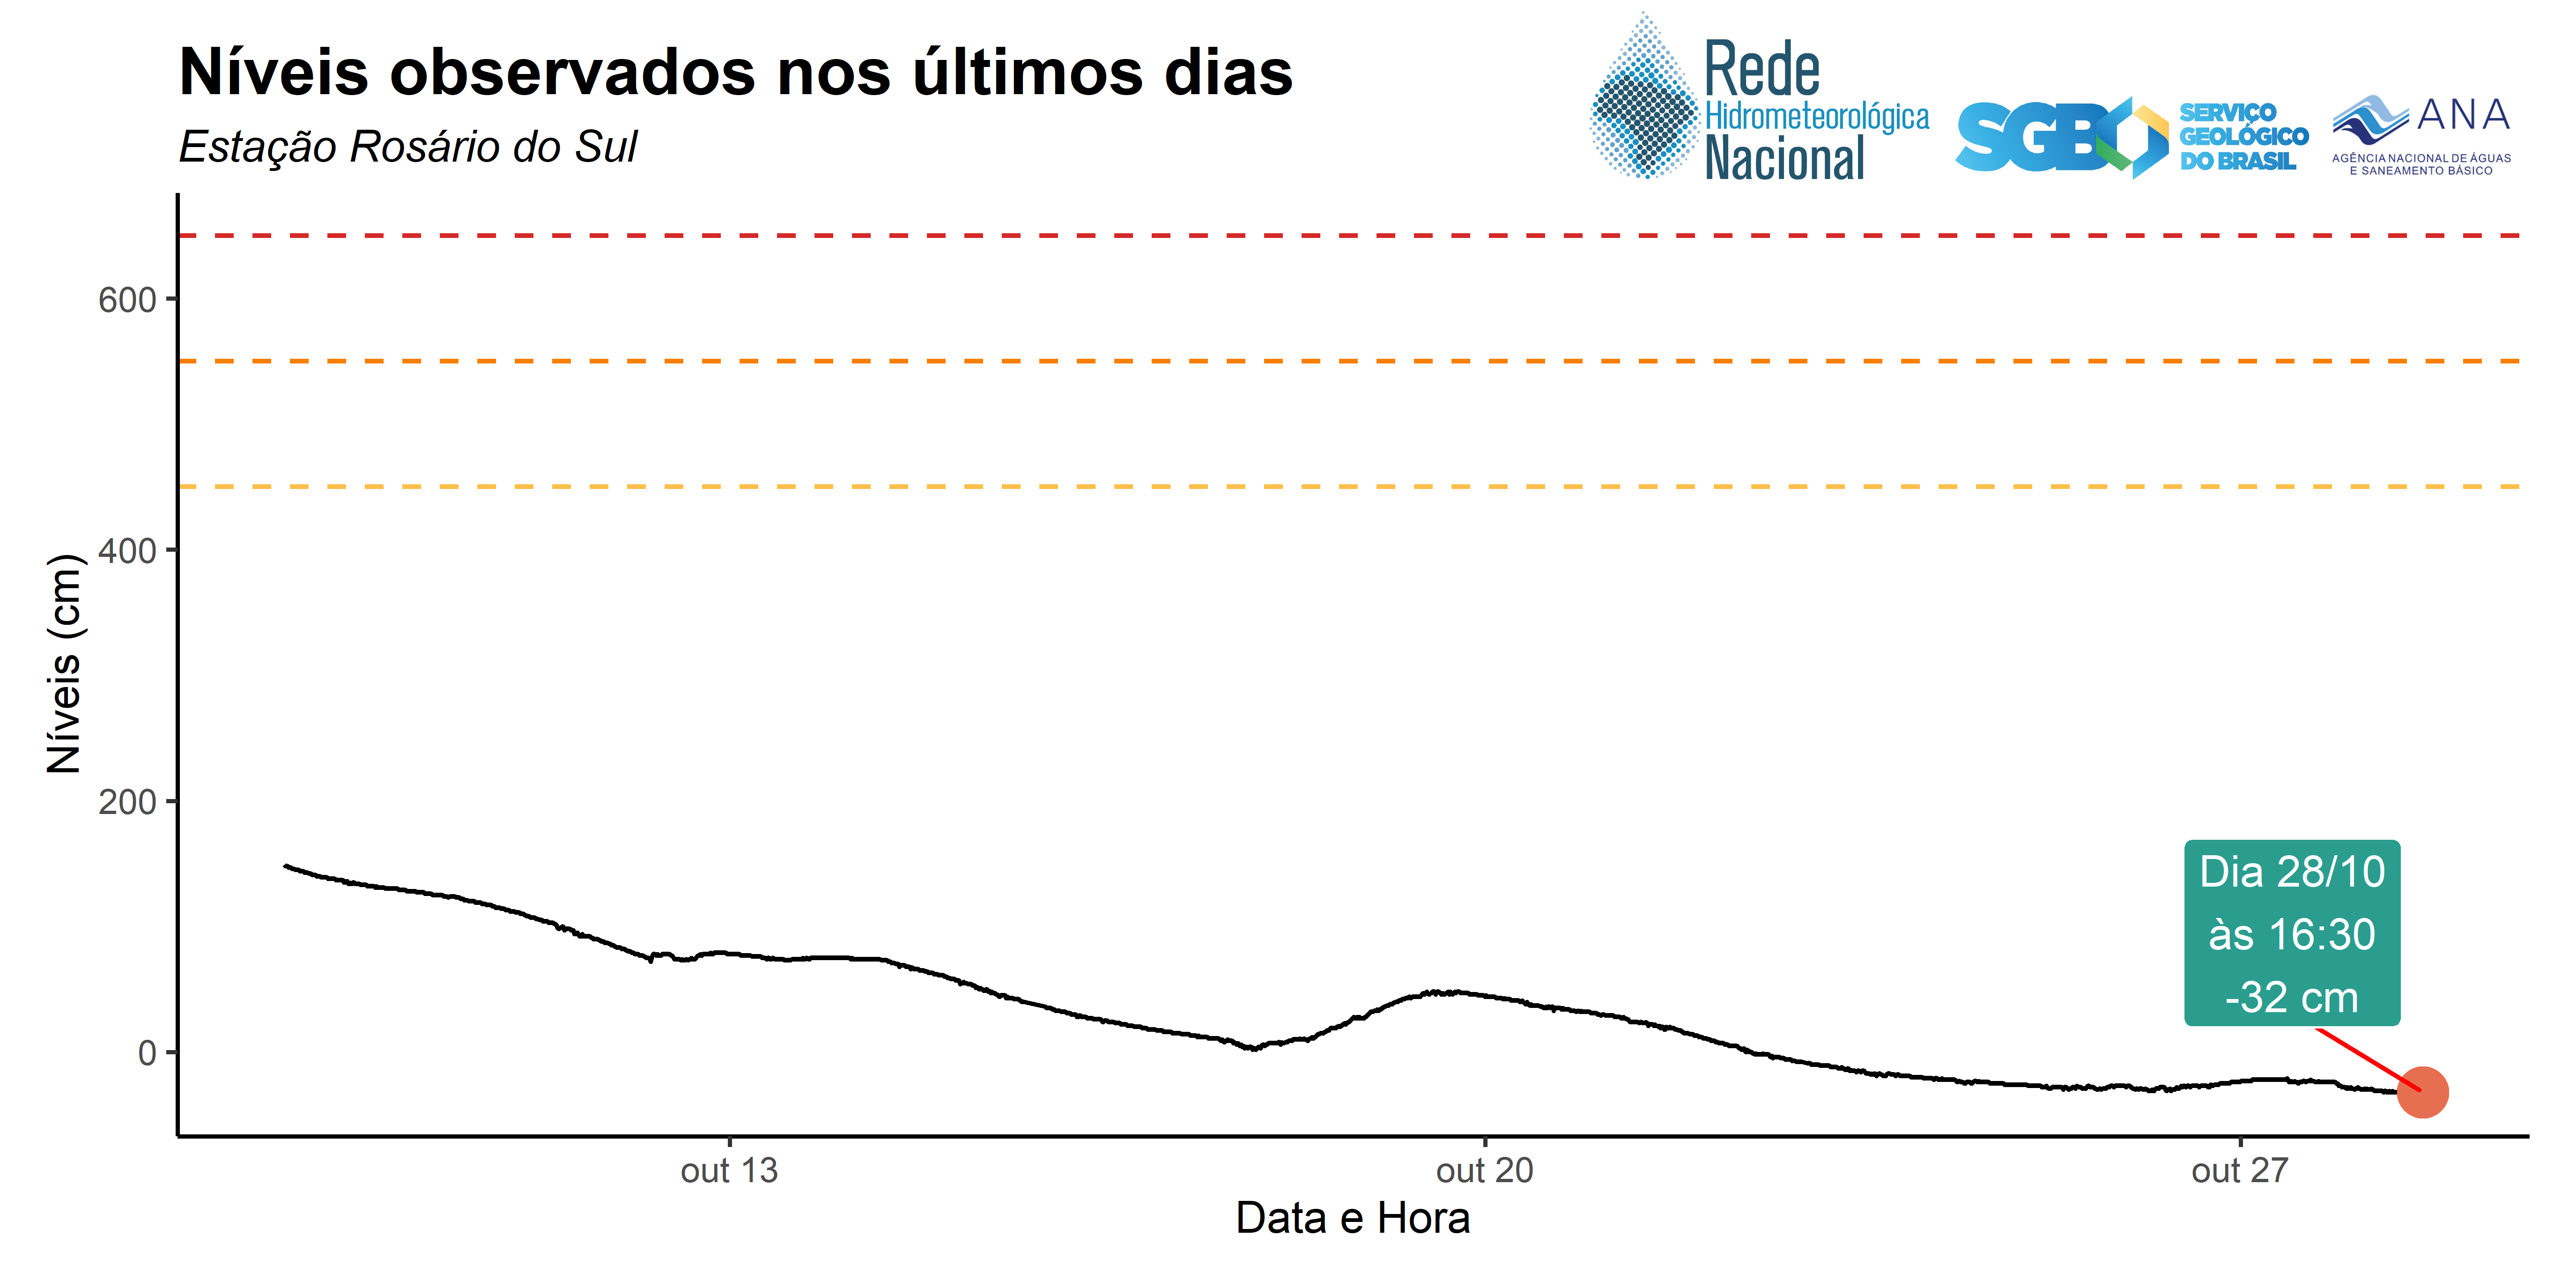 Níveis observados nos últimos dias
Estação Rosário do Sul
Rede
Hidrometeorológica
Nacional
SGB
SERVIÇO
GEOLÓGICO
DO BRASIL
ANA
AGÊNCIA NACIONAL DE ÁGUAS
E SANEAMENTO BÁSICO
Níveis (cm)
600
400
200
0
Dia 28/10
às 16:30
-32 cm
out 13
out 20
out 27
Data e Hora